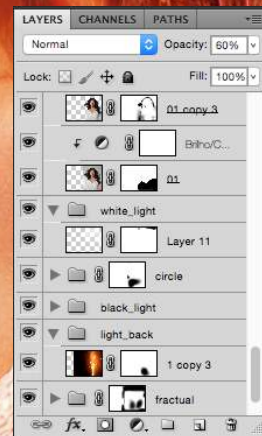 LAYERS CHANNELS PATHS
Normal Opacity: 60%
Lock: Fill: 100%
01 copy 3
Brilho/C...
01
white_light
Layer 11
circle
black_light
light_back
1 copy 3
fractual
fx.